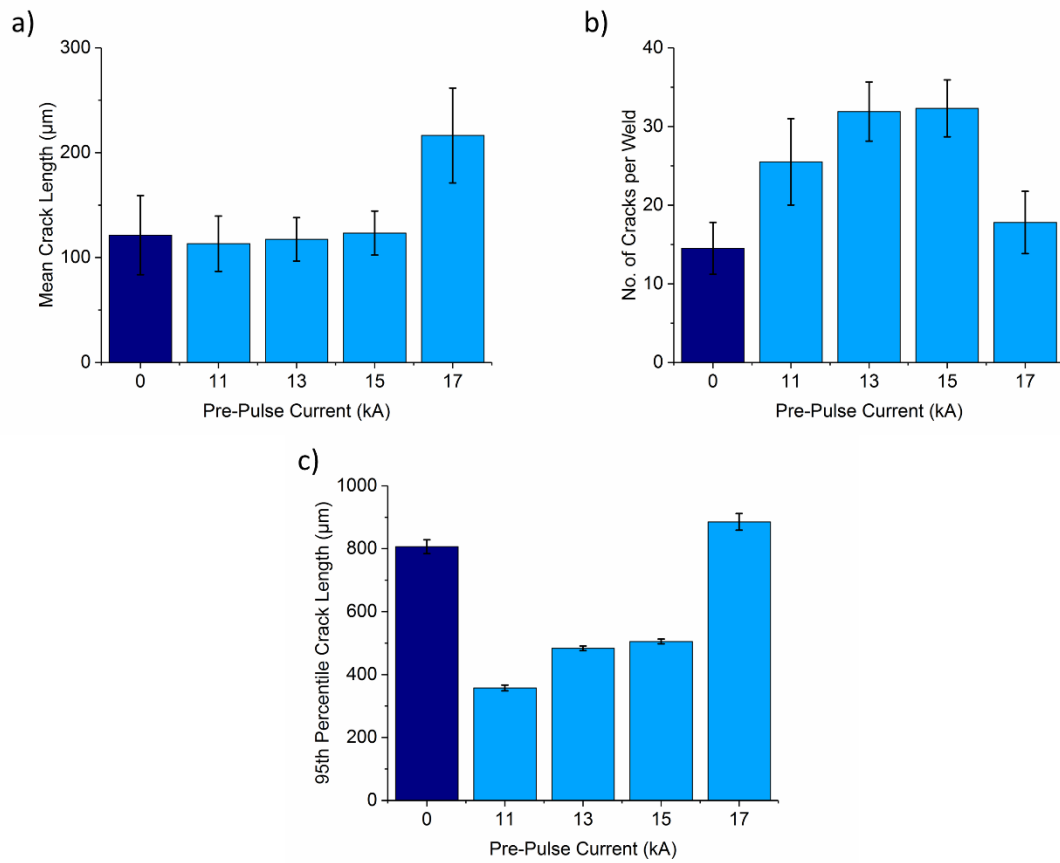 a)
300
200
100
0
Mean Crack Length (µm)
0 11 13 15 17
Pre-Pulse Current (kA)
b)
40
30
20
10
0
No. of Cracks per Weld
0 11 13 15 17
Pre-Pulse Current (kA)
c)
1000
800
600
400
200
0
95th Percentile Crack Length (µm)
0 11 13 15 17
Pre-Pulse Current (kA)